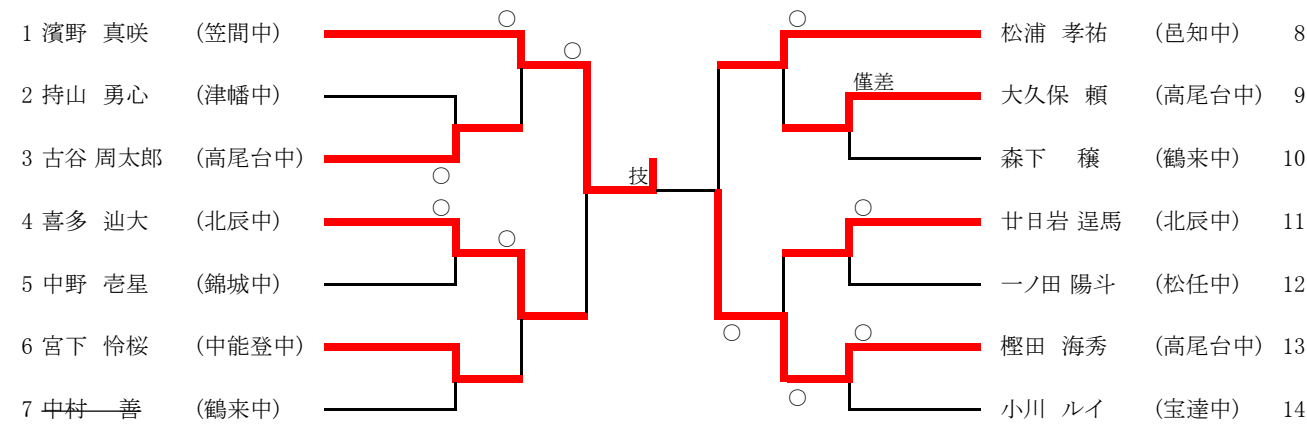 1 濱野 真咲 (笠間中)
2 持山 勇心 (津幡中)
3 古谷 周太郎 (高尾台中)
4 喜多 辿大 (北辰中)
5 中野 壱星 (錦城中)
6 宮下 怜桜 (中能登中)
7 中村 善 (鶴来中)
技
僅差
松浦 孝祐 (邑知中) 8
大久保 頼 (高尾台中) 9
森下 穣 (鶴来中) 10
廿日岩 逞馬 (北辰中) 11
一ノ田 陽斗 (松任中) 12
樫田 海秀 (高尾台中) 13
小川 ルイ (宝達中) 14